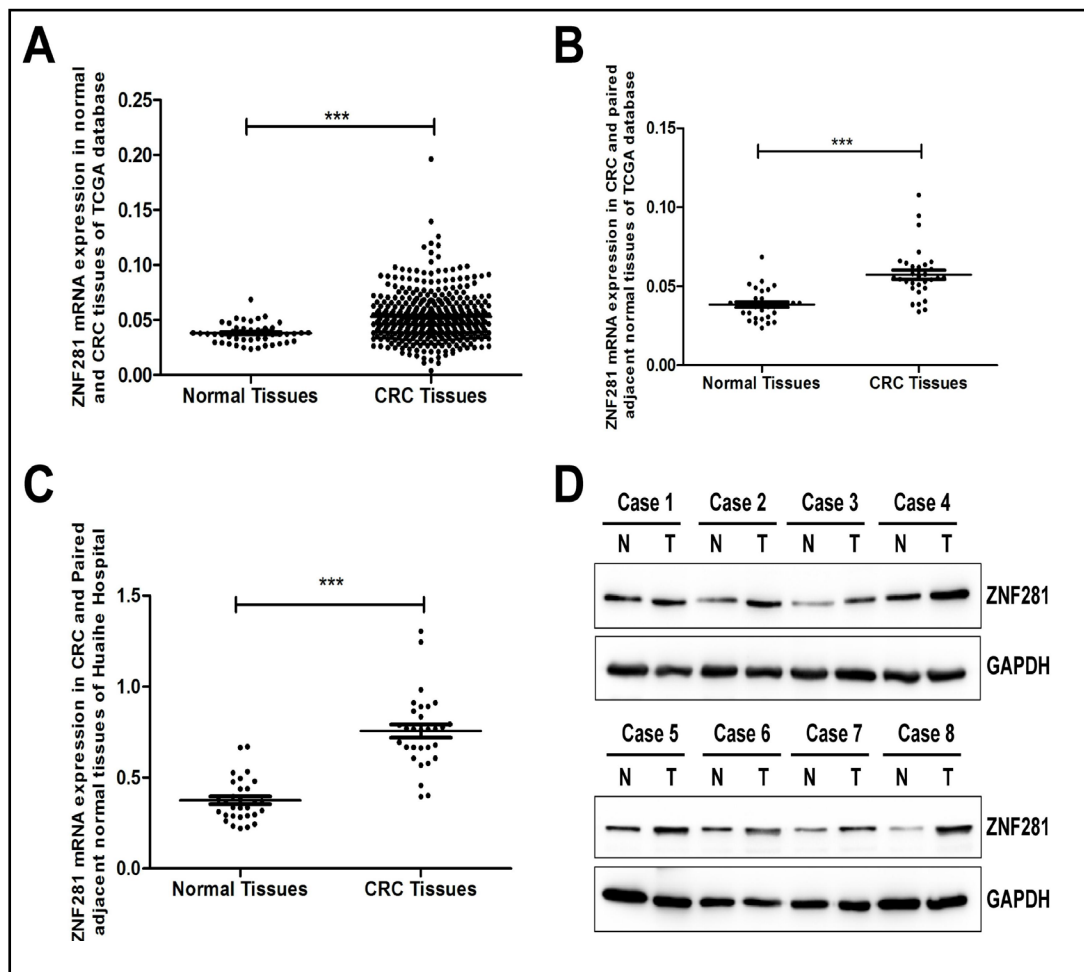 A
ZNF281 mRNA expression in normal
and CRC tissues of TCGA database
0.25
0.20
0.15
0.10
0.05
0.00
***
Normal Tissues
CRC Tissues
B
ZNF281 mRNA expression in CRC and paired
adjacent normal tissues of TCGA database
0.15
0.10
0.05
0.00
***
Normal Tissues
CRC Tissues
C
ZNF281 mRNA expression in CRC and Paired
adjacent normal tissues of Huaihe Hospital
1.5
1.0
0.5
0.0
***
Normal Tissues
CRC Tissues
D
Case 1 Case 2 Case 3 Case 4
N T N T N T N T
ZNF281
GAPDH
Case 5 Case 6 Case 7 Case 8
N T N T N T N T
ZNF281
GAPDH